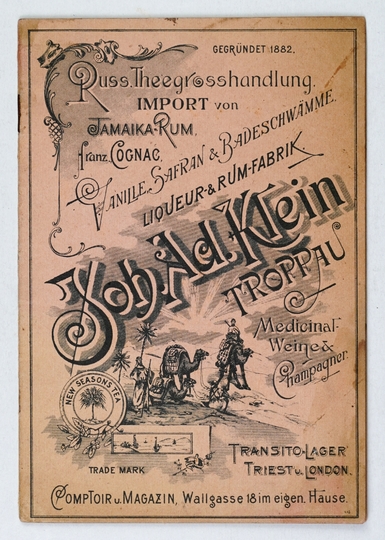 GEGRÜNDET 1882.
Russ. Theegrosshandlung.
IMPORT von
JAMAIKA-RUM,
franz. COGNAC,
VANILLE, SAFRAN & BADESCHWÄMME.
LIQUEUR- & RUM-FABRIK
Joh. Ad. Klein
TROPPAU
Medicinal-
Weine &
Champagner.
NEW SEASONS TEA
TRADE MARK
TRANSITO-LAGER
TRIEST u. LONDON.
COMPTOIR u. MAGAZIN, Wallgasse 18 im eigen. Hause.